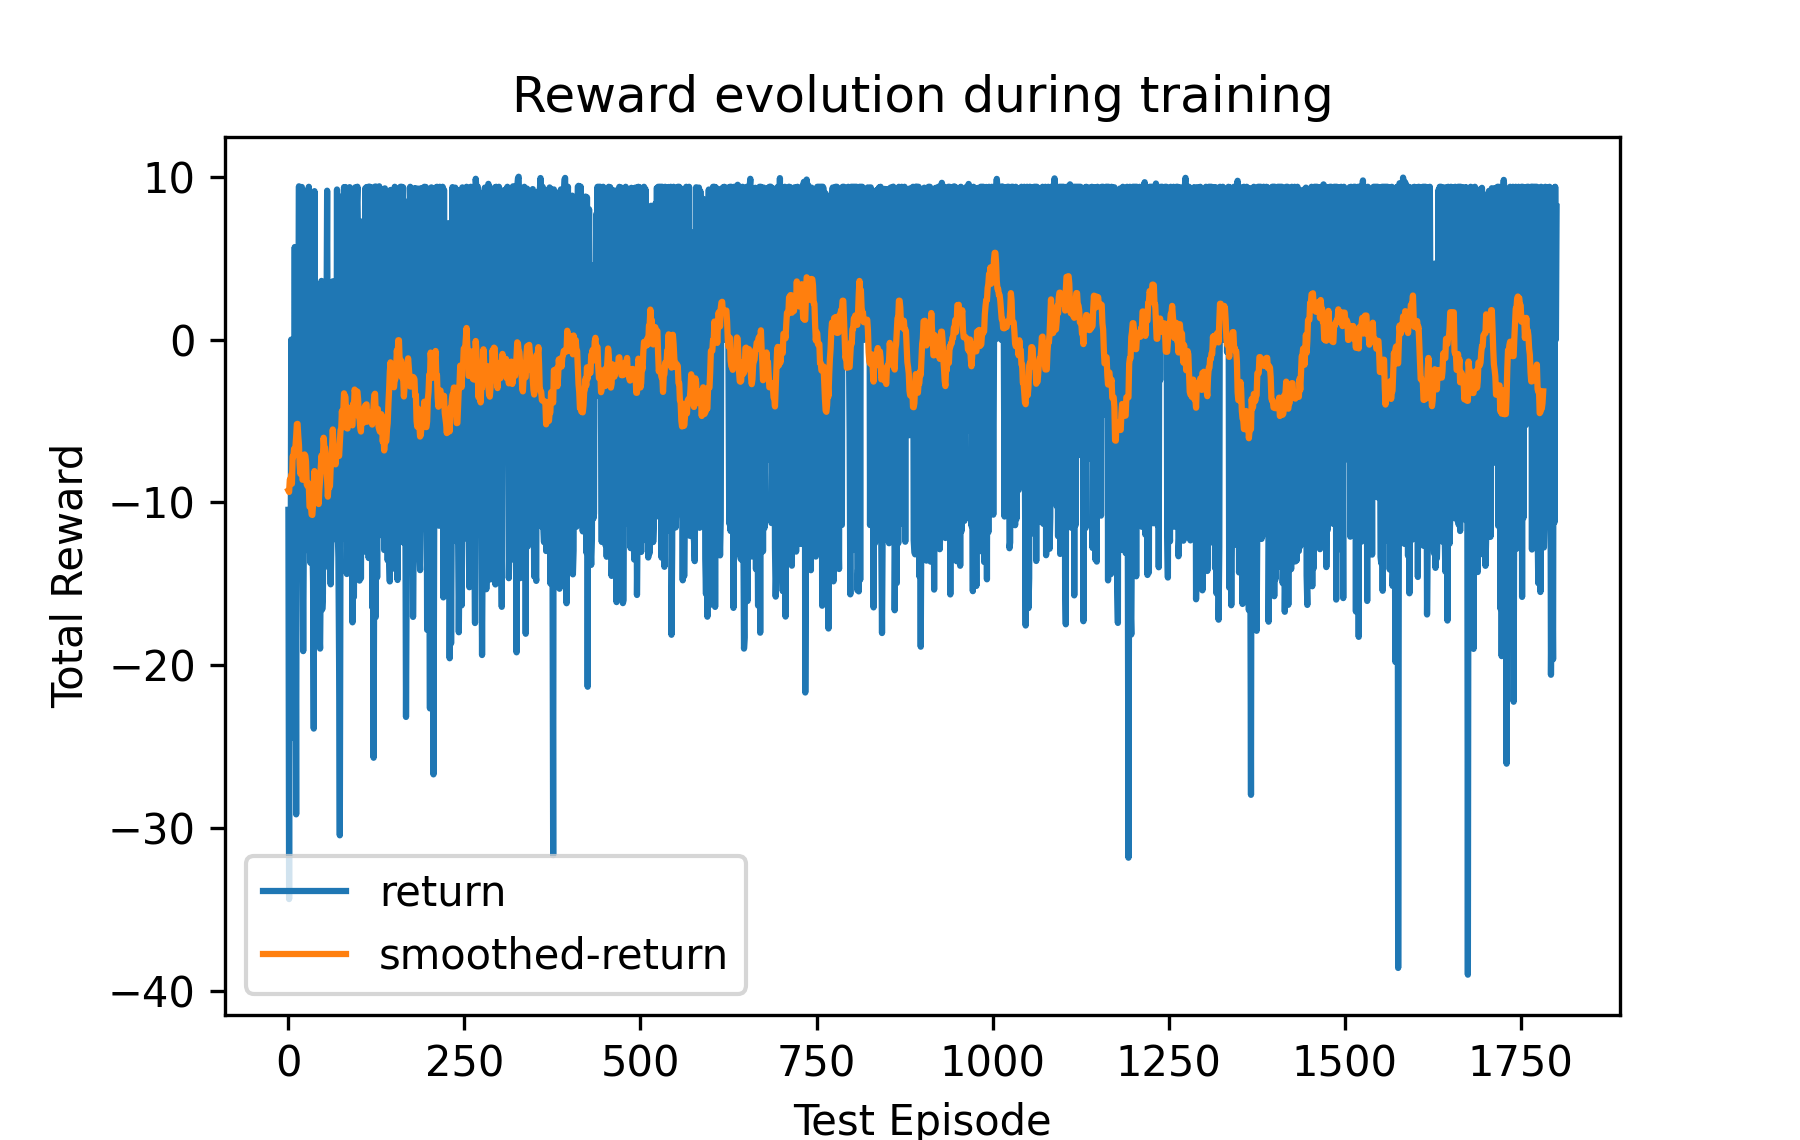 Reward evolution during training
10
0
−10
−20
−30
−40
Total Reward
return
smoothed-return
0 250 500 750 1000 1250 1500 1750
Test Episode